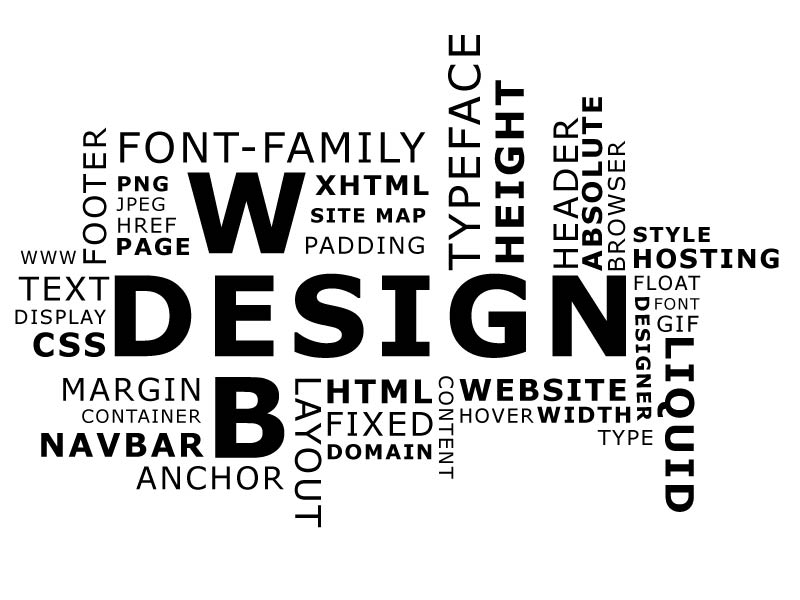 TYPEFACE
HEIGHT
HEADER
ABSOLUTE
BROWSER
FOOTER
FONT-FAMILY
PNG
JPEG
HREF
PAGE
W
XHTML
SITE MAP
PADDING
STYLE
HOSTING
WWW
TEXT
DISPLAY
CSS
DESIGN
FLOAT
FONT
GIF
DESIGNER
LIQUID
MARGIN
CONTAINER
NAVBAR
ANCHOR
B
LAYOUT
HTML
FIXED
DOMAIN
CONTENT
WEBSITE
HOVER WIDTH
TYPE